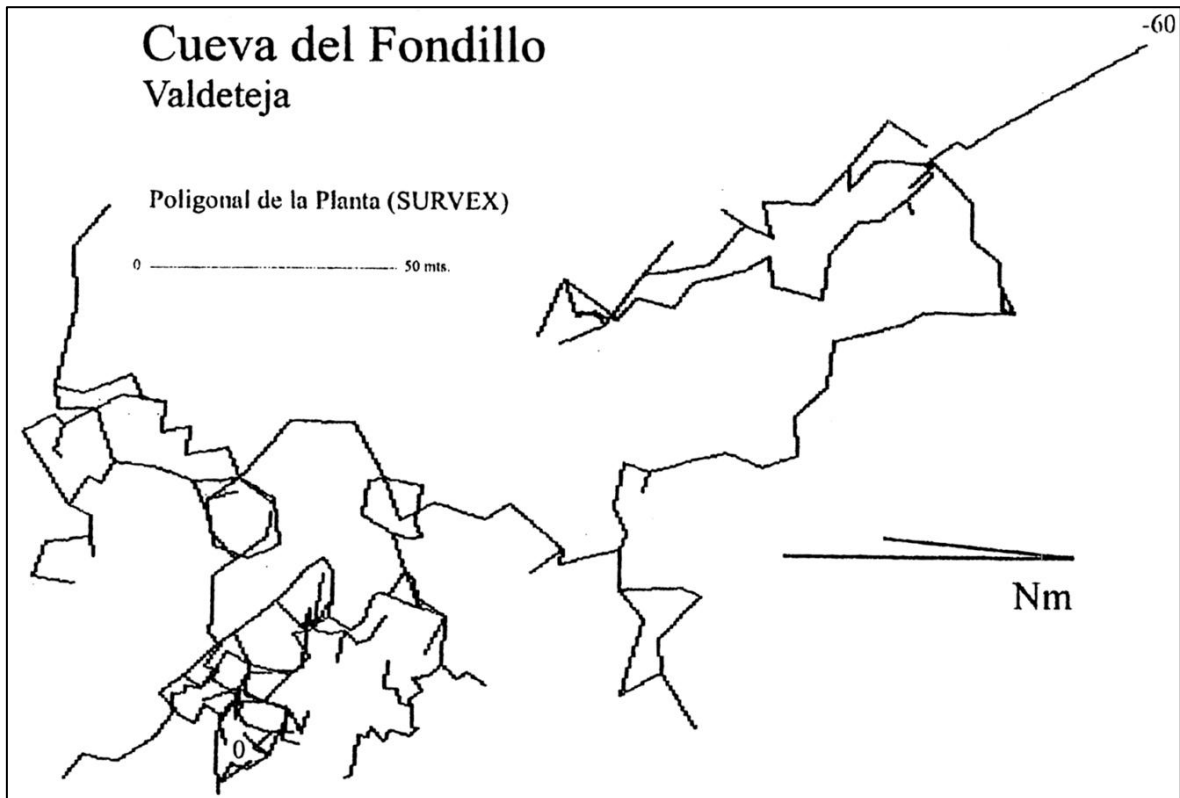 Cueva del Fondillo
Valdeteja
-60
Poligonal de la Planta (SURVEX)
0 50 mts.
Nm
0